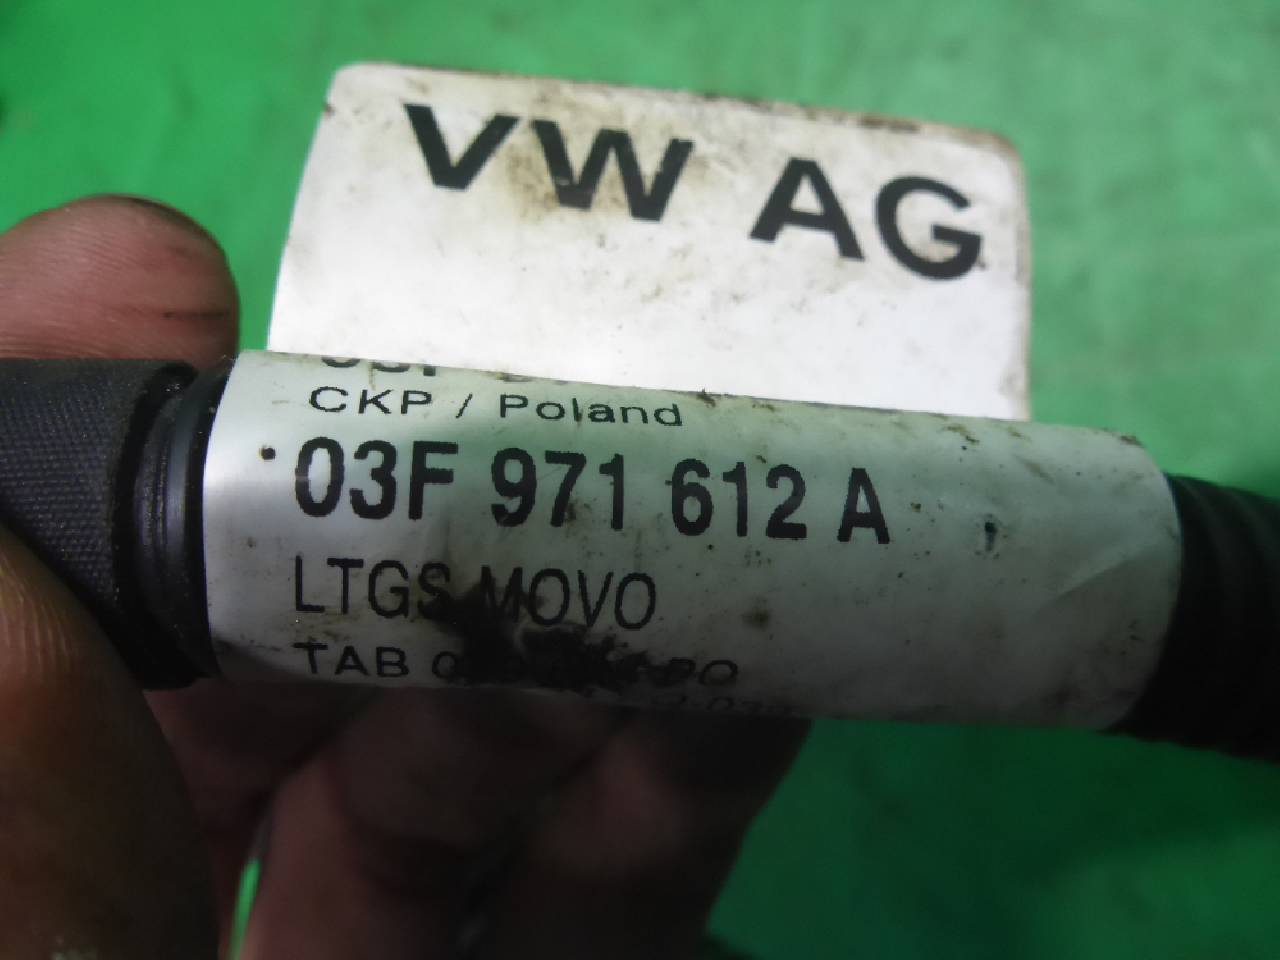 VW AG
CKP / Poland
03F 971 612 A
LTGS MOVO
TAB